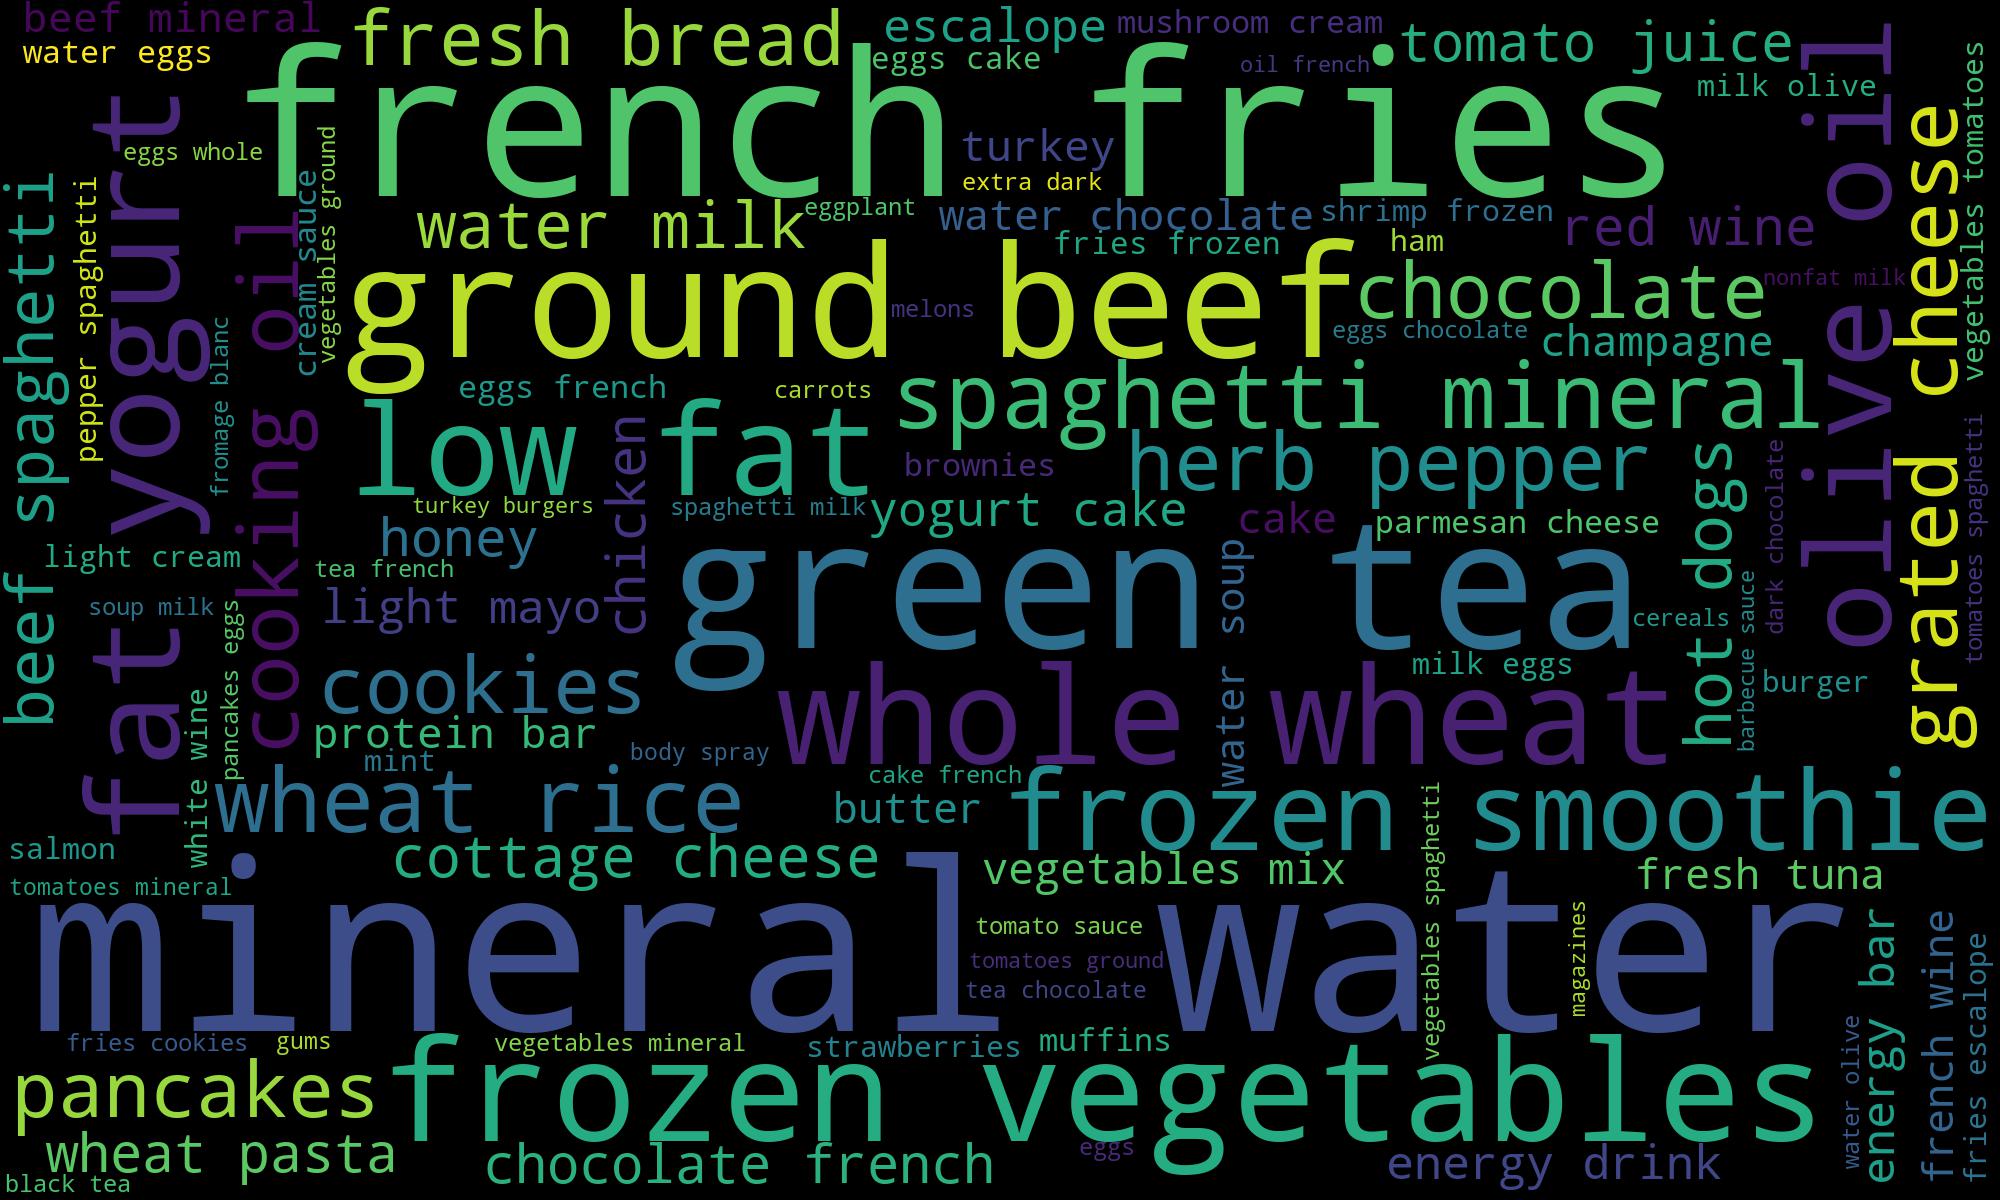 beef mineral
fresh bread
escalope
mushroom cream
tomato juice
water eggs
eggs cake
oil french
milk olive
french fries
olive oil
vegetables tomatoes
fat yogurt
eggs whole
turkey
extra dark
grated cheese
beef spaghetti
pepper spaghetti
cream sauce
vegetables ground
cooking oil
water milk
eggplant
water chocolate
shrimp frozen
red wine
fries frozen
ham
ground beef
chocolate
nonfat milk
melons
eggs chocolate
champagne
fromage blanc
eggs french
carrots
spaghetti mineral
low fat
chicken
brownies
herb pepper
hot dogs
dark chocolate
tomatoes spaghetti
turkey burgers
spaghetti milk
yogurt cake
cake
parmesan cheese
honey
light cream
tea french
green tea
water soup
soup milk
light mayo
cereals
barbecue sauce
pancakes eggs
cookies
milk eggs
burger
whole wheat
white wine
protein bar
body spray
mint
wheat rice
cake french
butter
frozen smoothie
salmon
cottage cheese
vegetables mix
vegetables spaghetti
fresh tuna
tomatoes mineral
mineral water
tomato sauce
magazines
energy bar
french wine
fries escalope
tomatoes ground
tea chocolate
fries cookies
gums
vegetables mineral
strawberries
muffins
water olive
pancakes
frozen vegetables
wheat pasta
chocolate french
eggs
energy drink
black tea